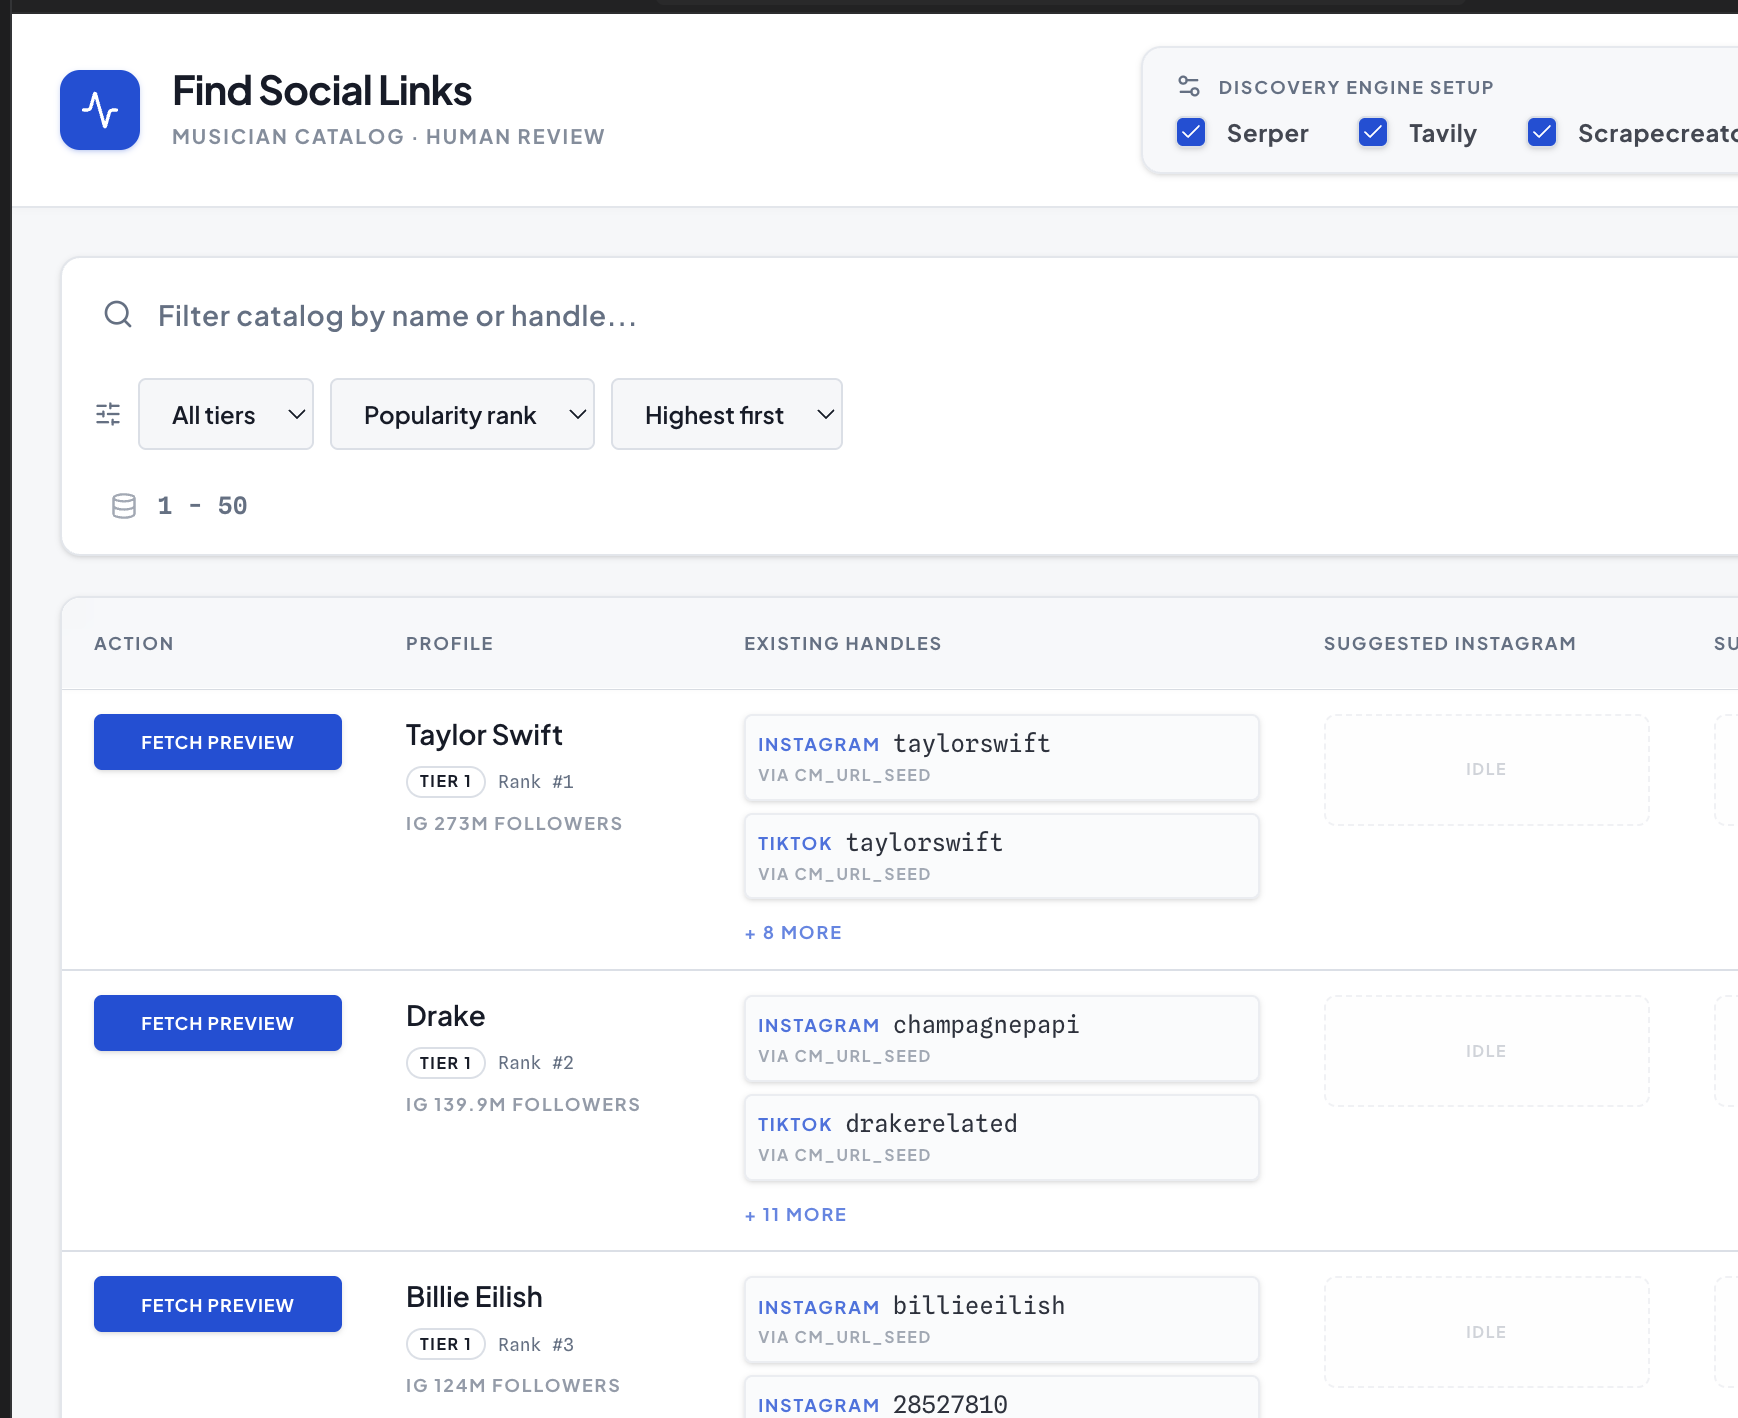 Find Social Links
MUSICIAN CATALOG · HUMAN REVIEW
DISCOVERY ENGINE SETUP
Serper Tavily Scrapecreato
Filter catalog by name or handle...
All tiers Popularity rank Highest first
1 - 50
ACTION PROFILE EXISTING HANDLES SUGGESTED INSTAGRAM SU
FETCH PREVIEW
Taylor Swift
TIER 1 Rank #1
IG 273M FOLLOWERS
INSTAGRAM taylorswift
VIA CM_URL_SEED
TIKTOK taylorswift
VIA CM_URL_SEED
+ 8 MORE
IDLE
FETCH PREVIEW
Drake
TIER 1 Rank #2
IG 139.9M FOLLOWERS
INSTAGRAM champagnepapi
VIA CM_URL_SEED
TIKTOK drakerelated
VIA CM_URL_SEED
+ 11 MORE
IDLE
FETCH PREVIEW
Billie Eilish
TIER 1 Rank #3
IG 124M FOLLOWERS
INSTAGRAM billieeilish
VIA CM_URL_SEED
INSTAGRAM 28527810
IDLE